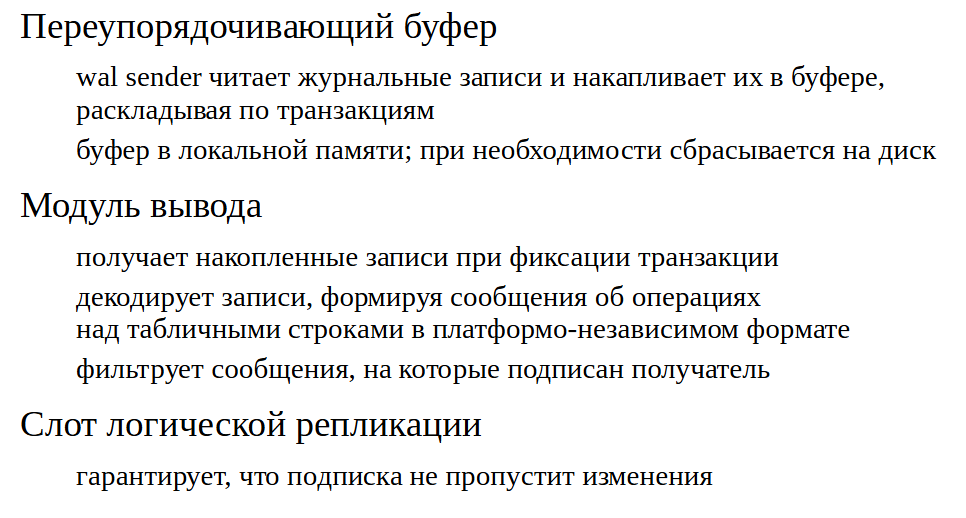 Переупорядочивающий буфер
wal sender читает журнальные записи и накапливает их в буфере,
раскладывая по транзакциям
буфер в локальной памяти; при необходимости сбрасывается на диск
Модуль вывода
получает накопленные записи при фиксации транзакции
декодирует записи, формируя сообщения об операциях
над табличными строками в платформо-независимом формате
фильтрует сообщения, на которые подписан получатель
Слот логической репликации
гарантирует, что подписка не пропустит изменения